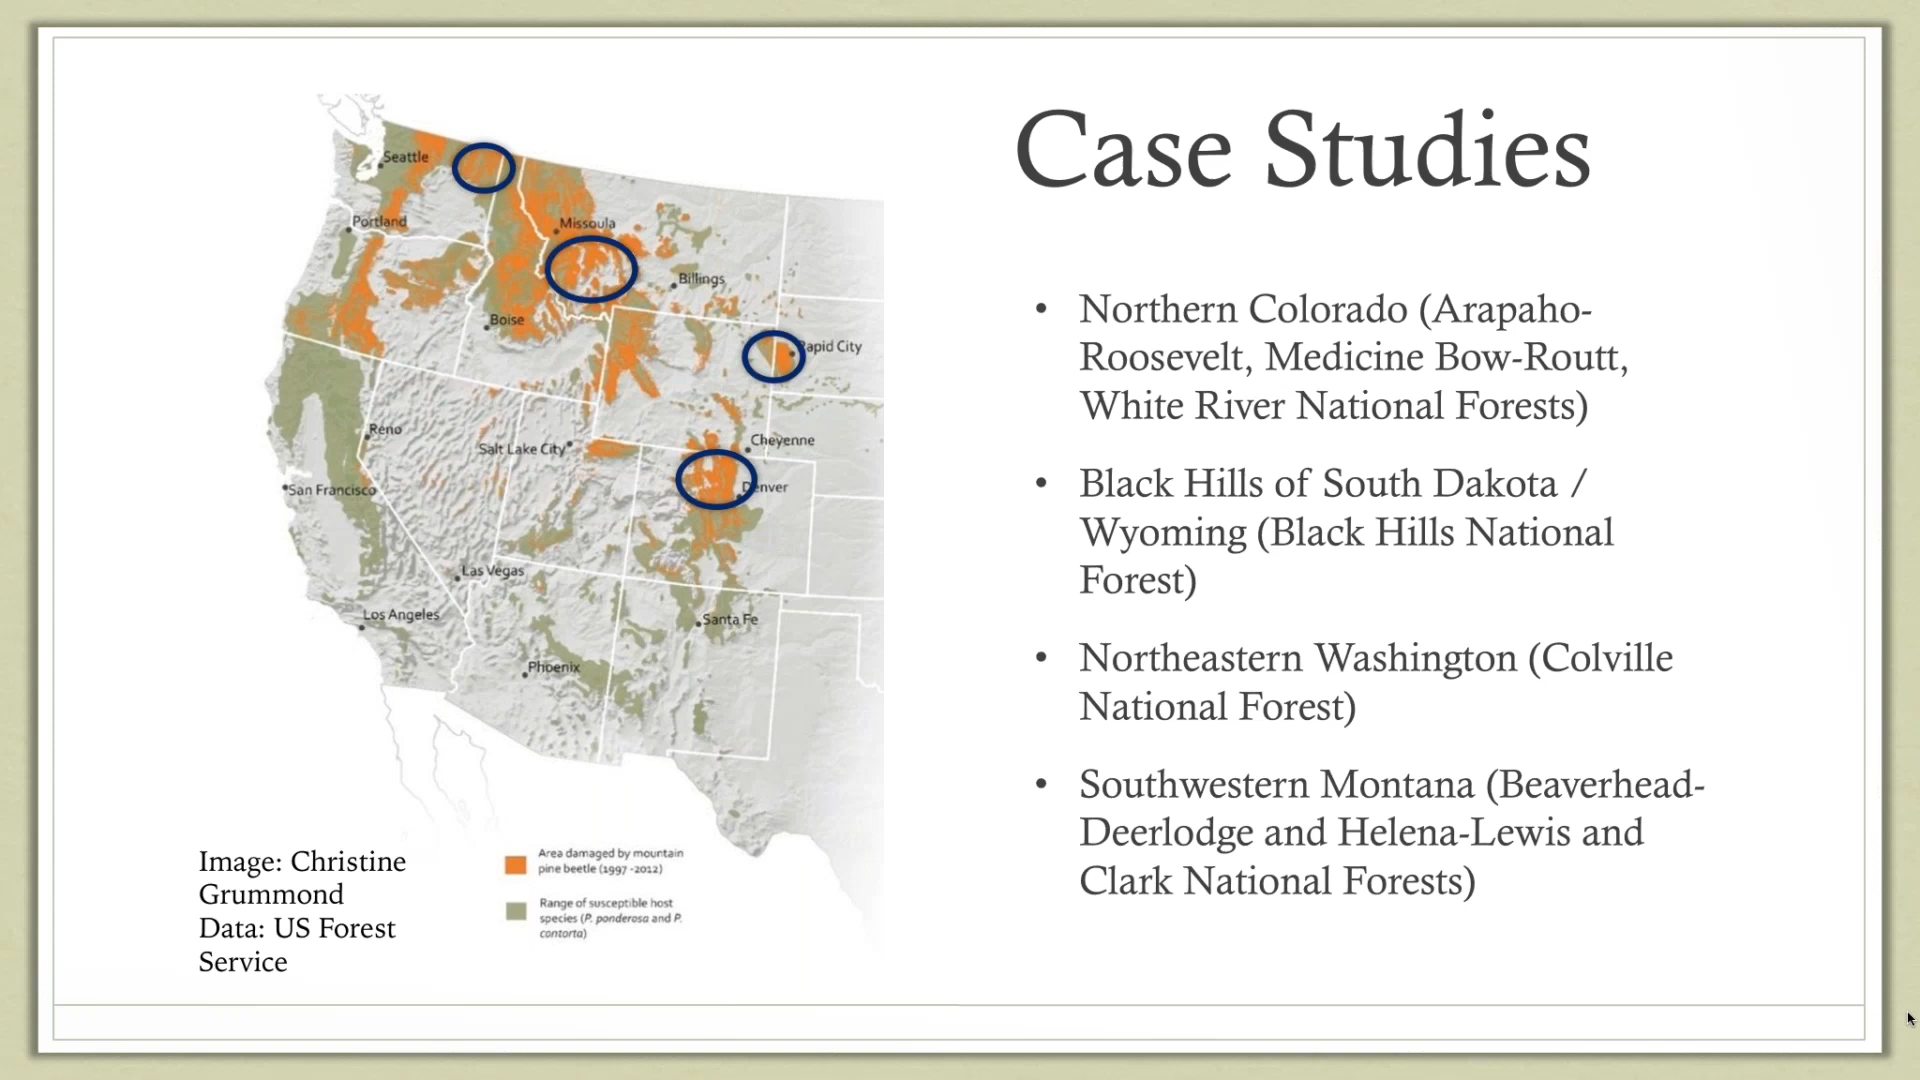 Case Studies
• Northern Colorado (Arapaho-
Roosevelt, Medicine Bow-Routt,
White River National Forests)
• Black Hills of South Dakota /
Wyoming (Black Hills National
Forest)
• Northeastern Washington (Colville
National Forest)
• Southwestern Montana (Beaverhead-
Deerlodge and Helena-Lewis and
Clark National Forests)
Seattle
Portland
Missoula
Billings
Boise
Rapid City
Reno
Salt Lake City
Cheyenne
San Francisco
Denver
Las Vegas
Los Angeles
Santa Fe
Phoenix
Area damaged by mountain
pine beetle (1997 -2012)
Range of susceptible host
species (P. ponderosa and P.
contorta)
Image: Christine
Grummond
Data: US Forest
Service